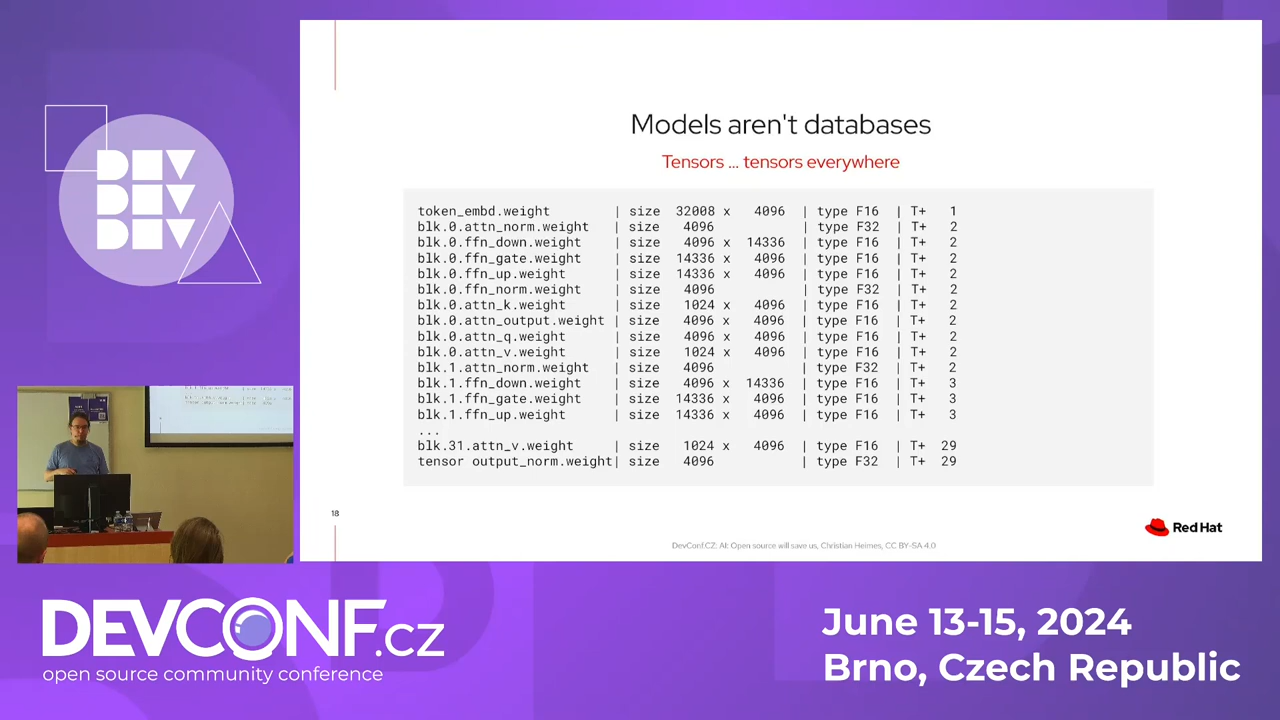 DEV
DEV
DEV
Models aren't databases
Tensors ... tensors everywhere
token_embd.weight | size 32008 x 4096 | type F16 | T+ 1
blk.0.attn_norm.weight | size 4096 | type F32 | T+ 2
blk.0.ffn_down.weight | size 4096 x 14336 | type F16 | T+ 2
blk.0.ffn_gate.weight | size 14336 x 4096 | type F16 | T+ 2
blk.0.ffn_up.weight | size 14336 x 4096 | type F16 | T+ 2
blk.0.ffn_norm.weight | size 4096 | type F32 | T+ 2
blk.0.attn_k.weight | size 1024 x 4096 | type F16 | T+ 2
blk.0.attn_output.weight | size 4096 x 4096 | type F16 | T+ 2
blk.0.attn_q.weight | size 4096 x 4096 | type F16 | T+ 2
blk.0.attn_v.weight | size 1024 x 4096 | type F16 | T+ 2
blk.1.attn_norm.weight | size 4096 | type F32 | T+ 2
blk.1.ffn_down.weight | size 4096 x 14336 | type F16 | T+ 3
blk.1.ffn_gate.weight | size 14336 x 4096 | type F16 | T+ 3
blk.1.ffn_up.weight | size 14336 x 4096 | type F16 | T+ 3
...
blk.31.attn_v.weight | size 1024 x 4096 | type F16 | T+ 29
tensor output_norm.weight| size 4096 | type F32 | T+ 29
18
Red Hat
DevConf.CZ: AI: Open source will save us, Christian Heimes, CC BY-SA 4.0
DEVCONF.cz
open source community conference
June 13-15, 2024
Brno, Czech Republic